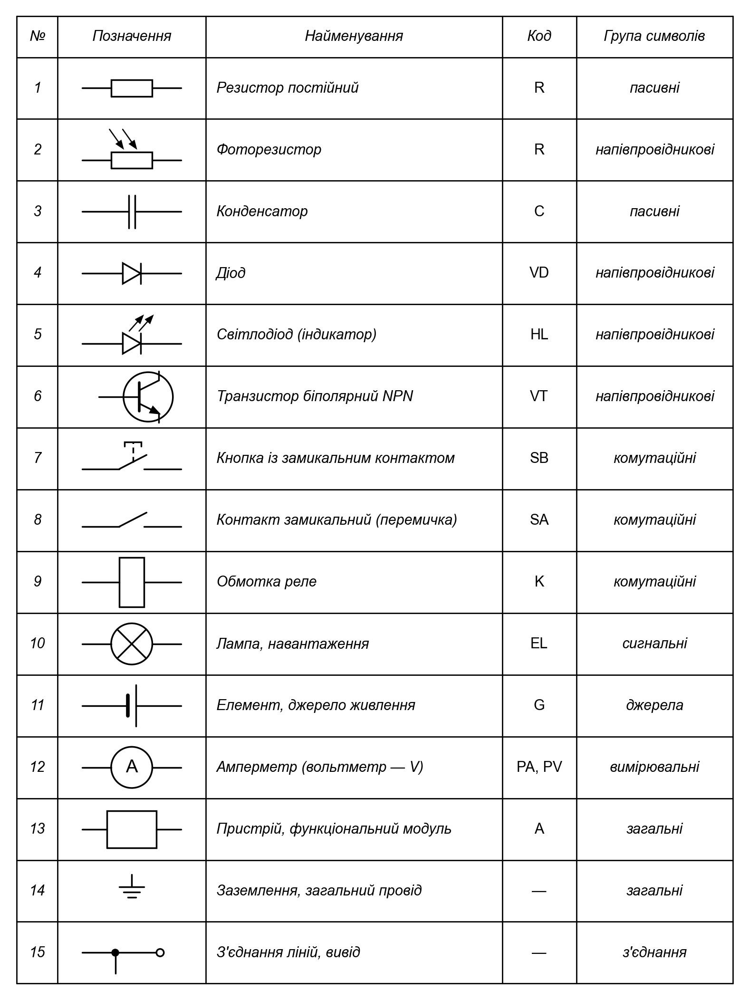 № Позначення Найменування Код Група символів
1 Резистор постійний R пасивні
2 Фоторезистор R напівпровідникові
3 Конденсатор C пасивні
4 Діод VD напівпровідникові
5 Світлодіод (індикатор) HL напівпровідникові
6 Транзистор біполярний NPN VT напівпровідникові
7 Кнопка із замикальним контактом SB комутаційні
8 Контакт замикальний (перемичка) SA комутаційні
9 Обмотка реле K комутаційні
10 Лампа, навантаження EL сигнальні
11 Елемент, джерело живлення G джерела
12 A Амперметр (вольтметр — V) PA, PV вимірювальні
13 Пристрій, функціональний модуль A загальні
14 Заземлення, загальний провід — загальні
15 З'єднання ліній, вивід — з'єднання